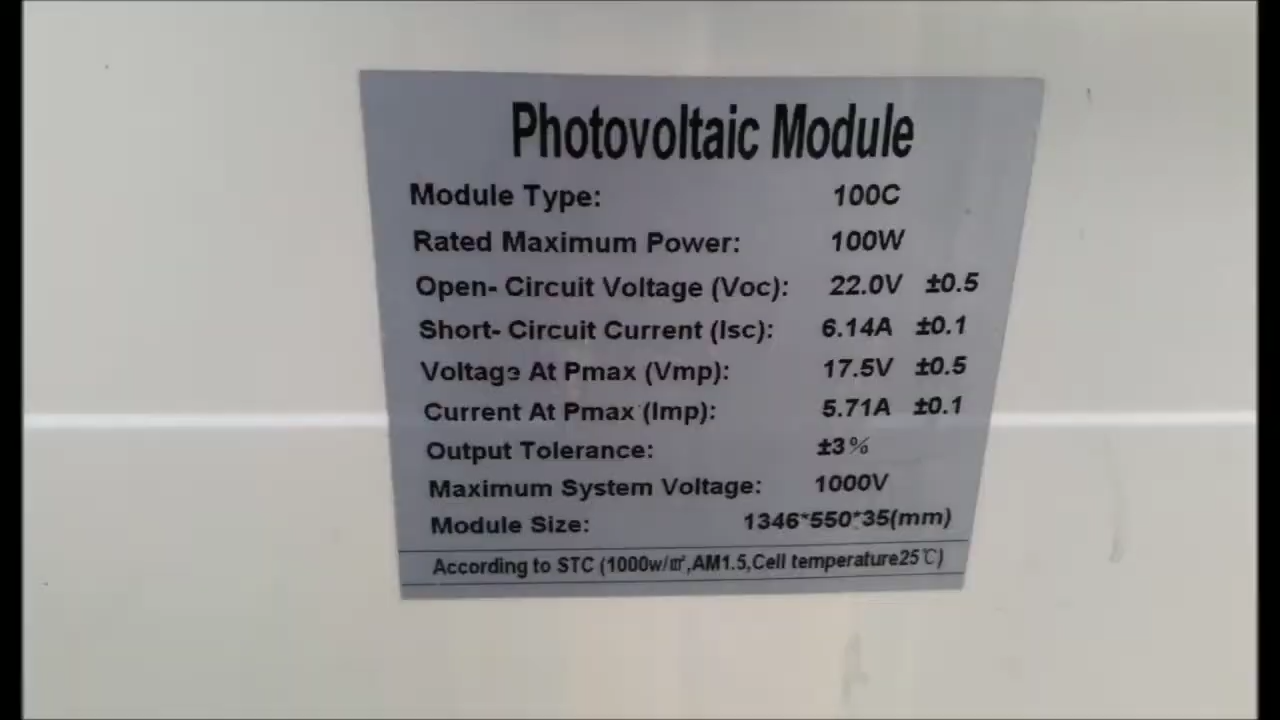 Photovoltaic Module
Module Type: 100C
Rated Maximum Power: 100W
Open- Circuit Voltage (Voc): 22.0V ±0.5
Short- Circuit Current (Isc): 6.14A ±0.1
Voltage At Pmax (Vmp): 17.5V ±0.5
Current At Pmax (Imp): 5.71A ±0.1
Output Tolerance: ±3%
Maximum System Voltage: 1000V
Module Size: 1346*550*35(mm)
According to STC (1000w/㎡,AM1.5,Cell temperature25℃)